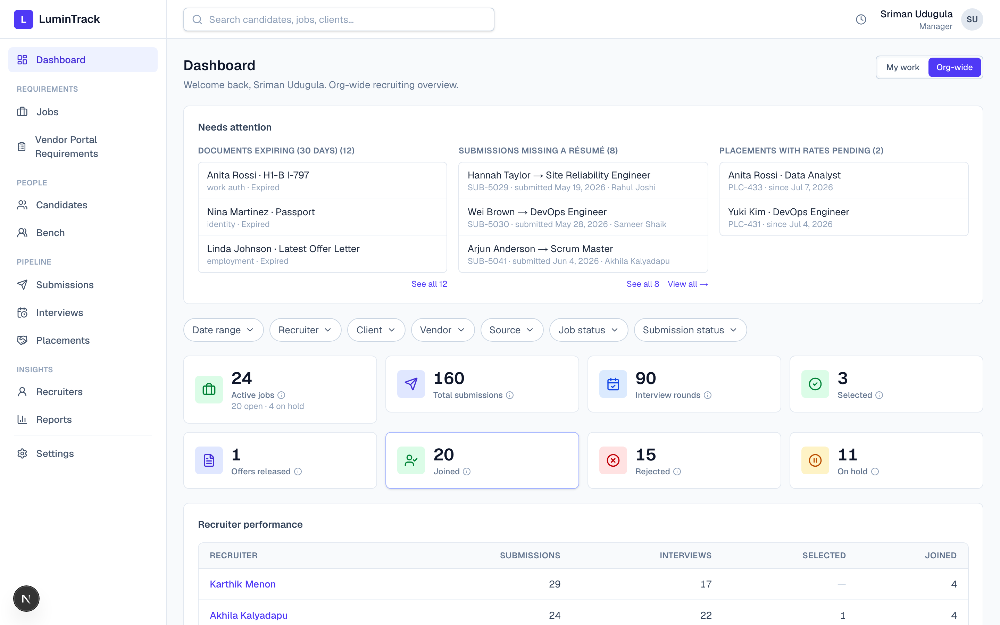 L LuminTrack
Search candidates, jobs, clients...
Sriman Udugula
Manager
SU
Dashboard
REQUIREMENTS
Jobs
Vendor Portal
Requirements
PEOPLE
Candidates
Bench
PIPELINE
Submissions
Interviews
Placements
INSIGHTS
Recruiters
Reports
Settings
N
Dashboard
Welcome back, Sriman Udugula. Org-wide recruiting overview.
My work Org-wide
Needs attention
DOCUMENTS EXPIRING (30 DAYS) (12)
Anita Rossi · H1-B I-797
work auth · Expired
Nina Martinez · Passport
identity · Expired
Linda Johnson · Latest Offer Letter
employment · Expired
See all 12
SUBMISSIONS MISSING A RÉSUMÉ (8)
Hannah Taylor → Site Reliability Engineer
SUB-5029 · submitted May 19, 2026 · Rahul Joshi
Wei Brown → DevOps Engineer
SUB-5030 · submitted May 28, 2026 · Sameer Shaik
Arjun Anderson → Scrum Master
SUB-5041 · submitted Jun 4, 2026 · Akhila Kalyadapu
See all 8 View all →
PLACEMENTS WITH RATES PENDING (2)
Anita Rossi · Data Analyst
PLC-433 · since Jul 7, 2026
Yuki Kim · DevOps Engineer
PLC-431 · since Jul 4, 2026
Date range Recruiter Client Vendor Source Job status Submission status
24
Active jobs
20 open · 4 on hold
160
Total submissions
90
Interview rounds
3
Selected
1
Offers released
20
Joined
15
Rejected
11
On hold
Recruiter performance
RECRUITER SUBMISSIONS INTERVIEWS SELECTED JOINED
Karthik Menon 29 17 — 4
Akhila Kalyadapu 24 22 1 4